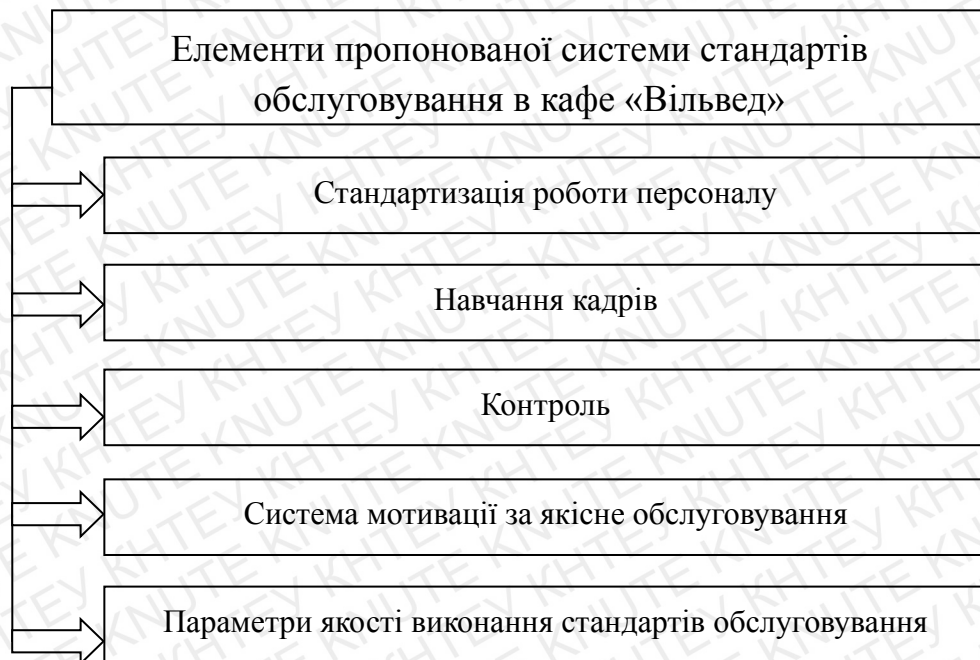 Елементи пропонованої системи стандартів
обслуговування в кафе «Вільвед»
Стандартизація роботи персоналу
Навчання кадрів
Контроль
Система мотивації за якісне обслуговування
Параметри якості виконання стандартів обслуговування